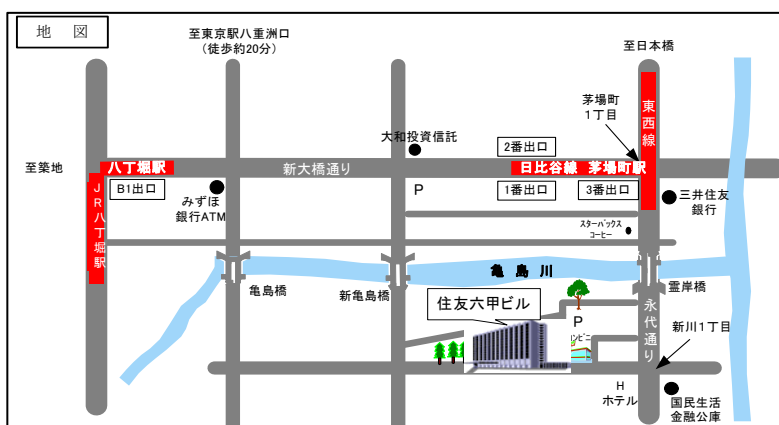 地 図
至東京駅八重洲口
(徒歩約20分)
至日本橋
茅場町
1丁目
東西線
大和投資信託
2番出口
至築地
八丁堀駅
新大橋通り
日比谷線 茅場町駅
B1出口
P
1番出口
3番出口
JR八丁堀駅
みずほ
銀行ATM
三井住友
銀行
スターバックス
コーヒー
亀 島 川
亀島橋
新亀島橋
霊岸橋
住友六甲ビル
P
永代通り
新川1丁目
コンビニ
H
ホテル
国民生活
金融公庫